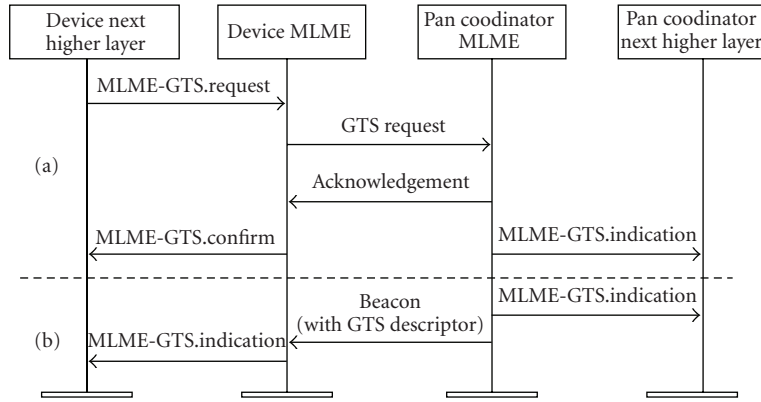 Device next
higher layer
Device MLME
Pan coodinator
MLME
Pan coordinator
next higher layer
MLME-GTS.request
GTS request
(a)
Acknowledgement
MLME-GTS.confirm
MLME-GTS.indication
MLME-GTS.indication
Beacon
(with GTS descriptor)
(b)
MLME-GTS.indication